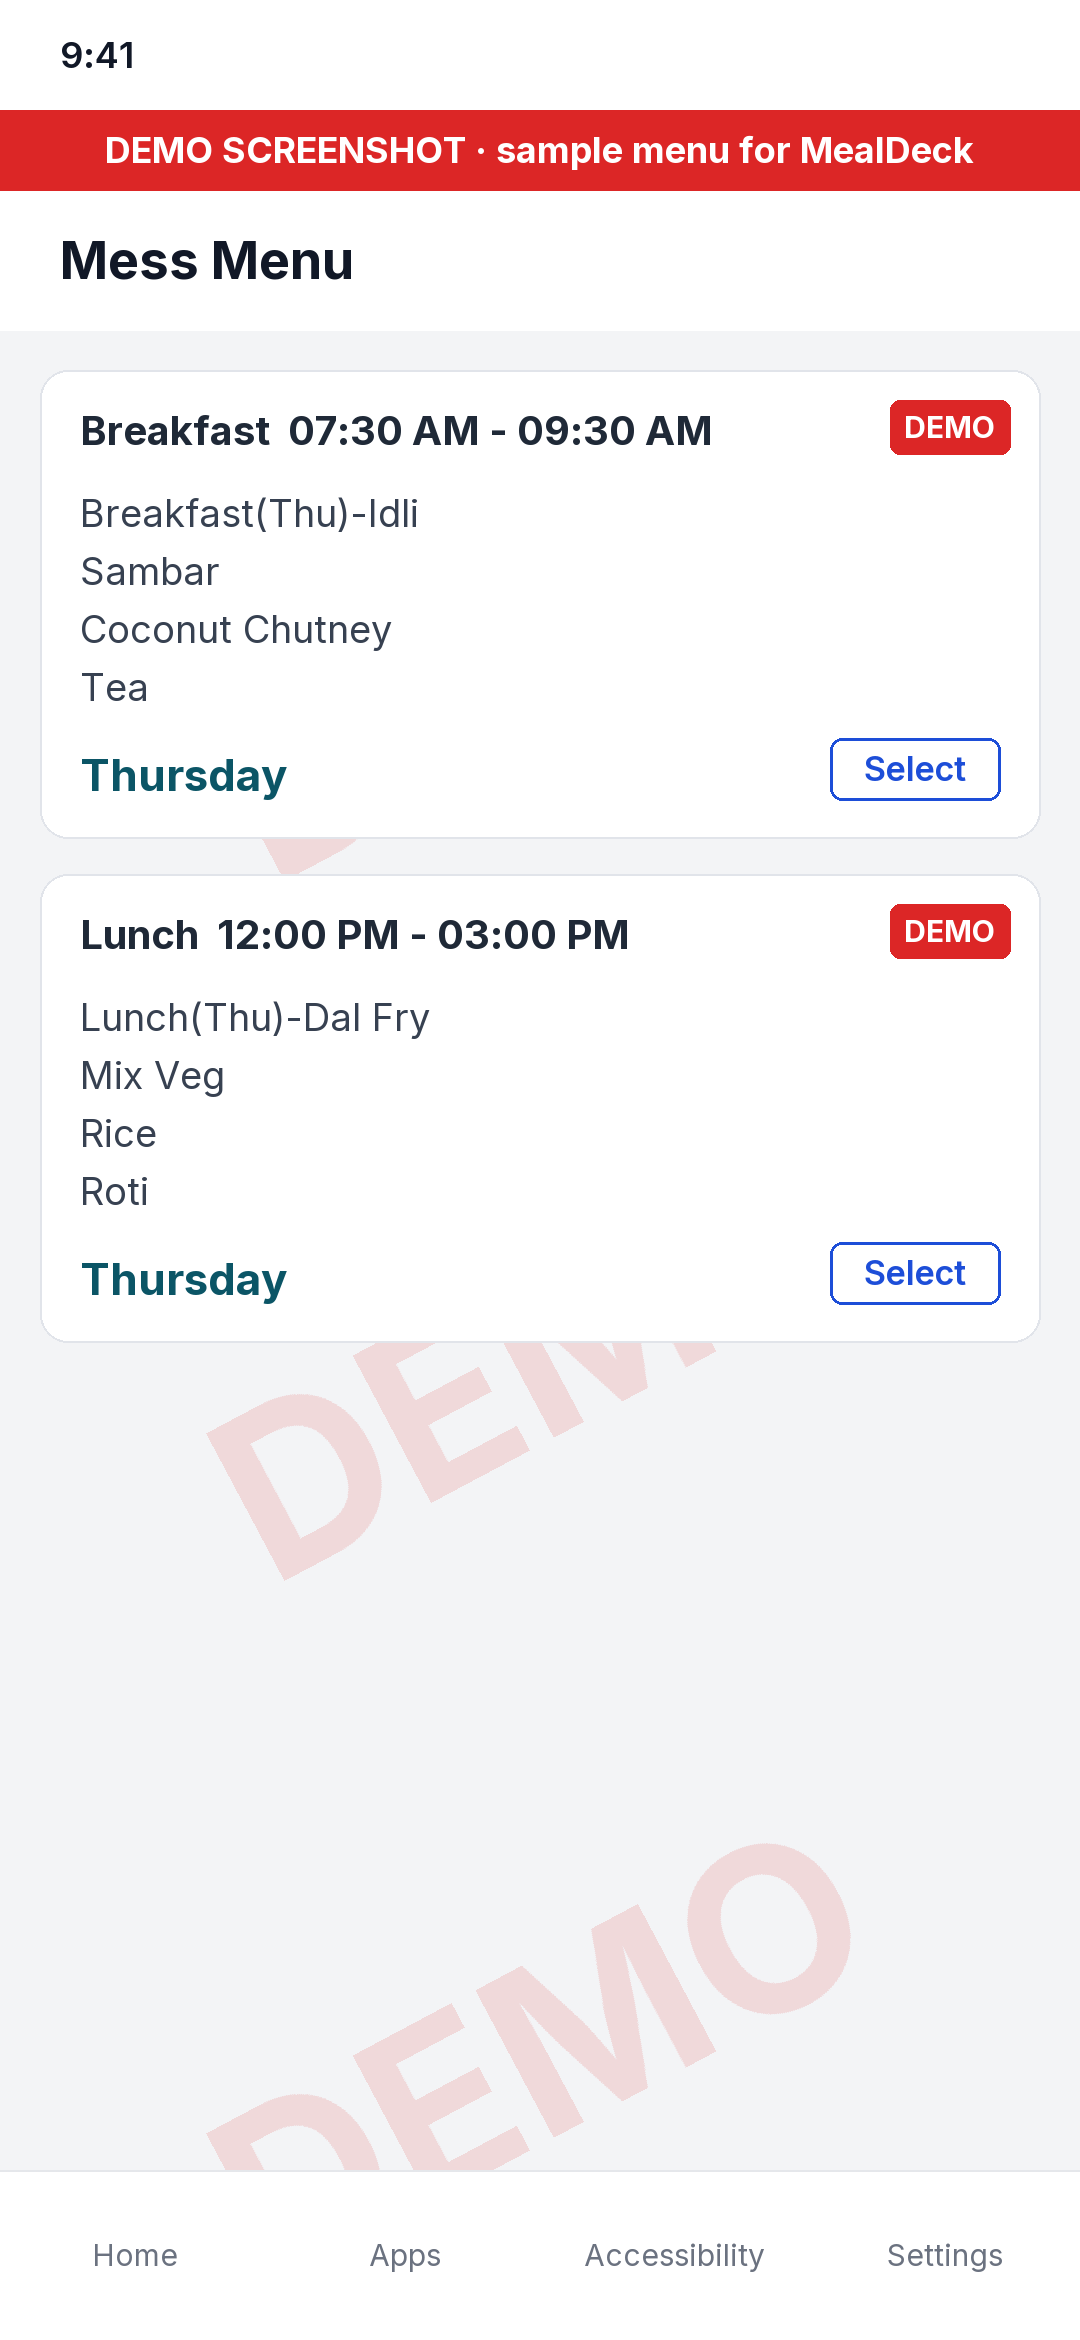 9:41
DEMO SCREENSHOT · sample menu for MealDeck
Mess Menu
Breakfast 07:30 AM - 09:30 AM
DEMO
Breakfast(Thu)-Idli
Sambar
Coconut Chutney
Tea
Thursday
Select
Lunch 12:00 PM - 03:00 PM
DEMO
Lunch(Thu)-Dal Fry
Mix Veg
Rice
Roti
Thursday
Select
DEM
DEMO
Home
Apps
Accessibility
Settings